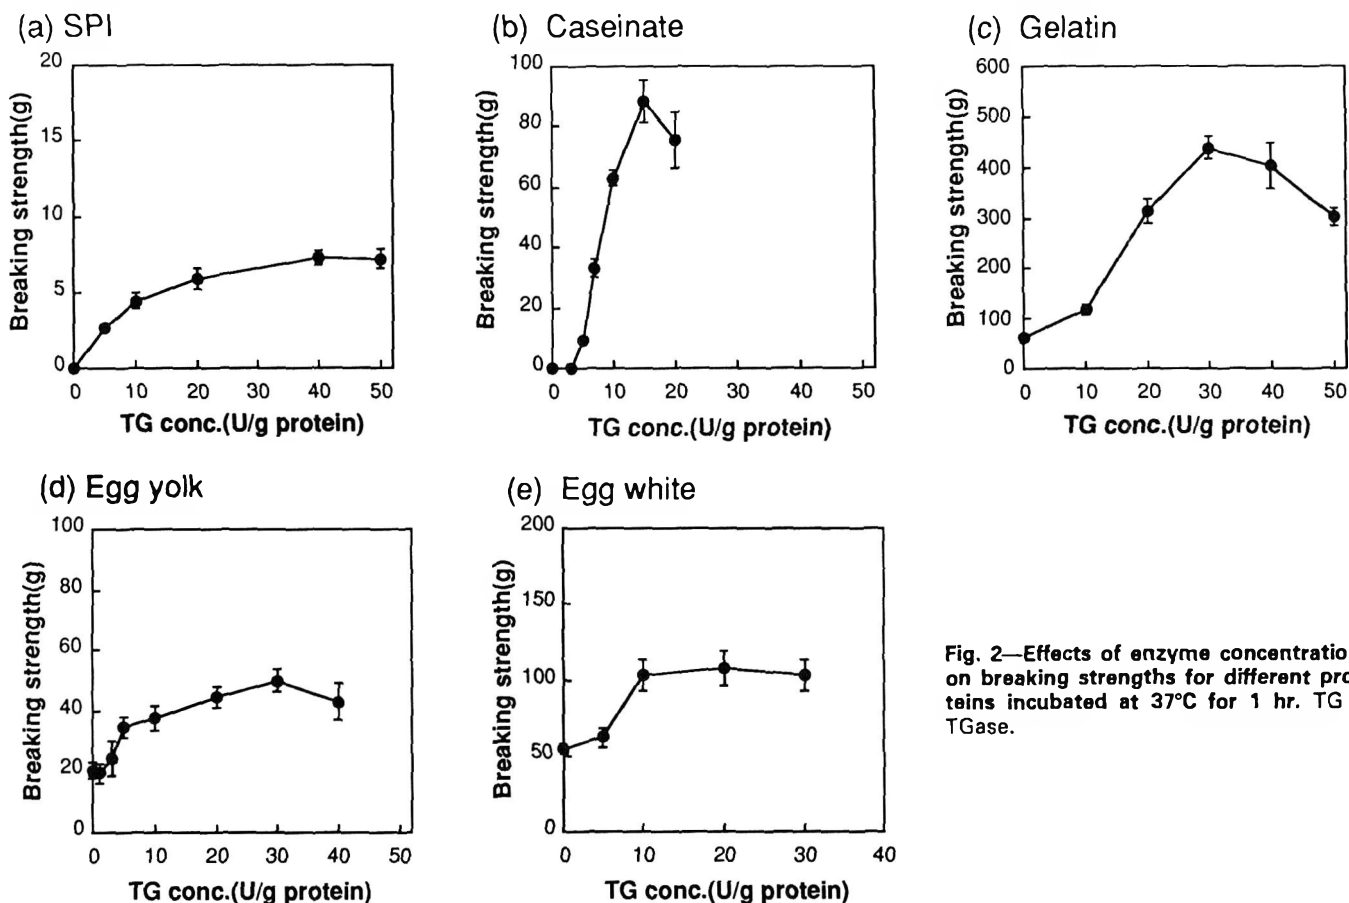 (a) SPI
20
15
10
5
0
Breaking strength(g)
0 10 20 30 40 50
TG conc.(U/g protein)
(b) Caseinate
100
80
60
40
20
0
Breaking strength(g)
0 10 20 30 40 50
TG conc.(U/g protein)
(c) Gelatin
600
500
400
300
200
100
0
Breaking strength(g)
0 10 20 30 40 50
TG conc.(U/g protein)
(d) Egg yolk
100
80
60
40
20
0
Breaking strength(g)
0 10 20 30 40 50
TG conc.(U/g protein)
(e) Egg white
200
150
100
50
0
Breaking strength(g)
0 10 20 30 40
TG conc.(U/g protein)
Fig. 2—Effects of enzyme concentratio
on breaking strengths for different pro
teins incubated at 37°C for 1 hr. TG
TGase.